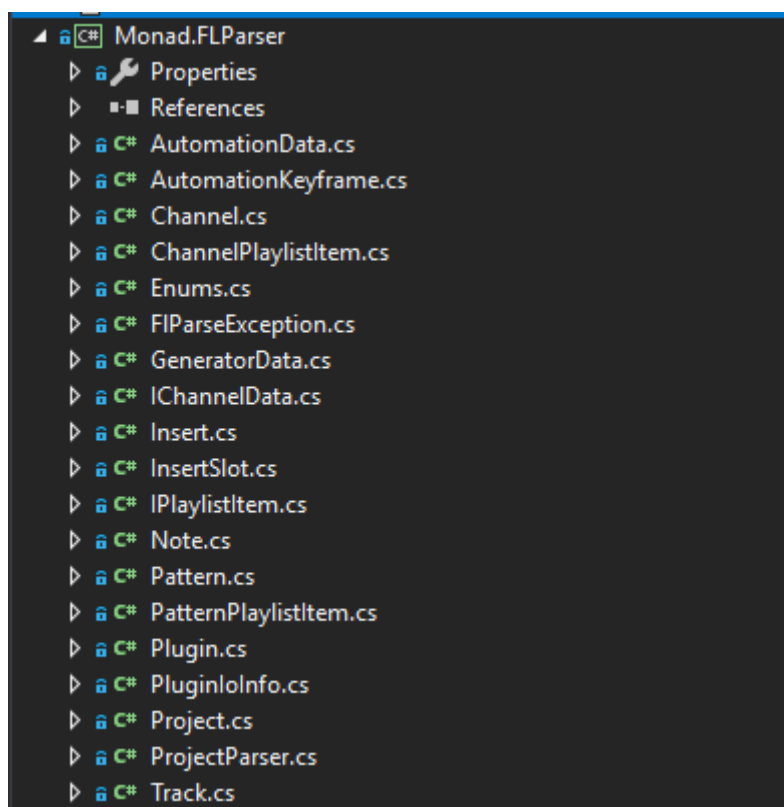 C# Monad.FLParser
Properties
References
C# AutomationData.cs
C# AutomationKeyframe.cs
C# Channel.cs
C# ChannelPlaylistItem.cs
C# Enums.cs
C# FlParseException.cs
C# GeneratorData.cs
C# IChannelData.cs
C# Insert.cs
C# InsertSlot.cs
C# IPlaylistItem.cs
C# Note.cs
C# Pattern.cs
C# PatternPlaylistItem.cs
C# Plugin.cs
C# PluginIoInfo.cs
C# Project.cs
C# ProjectParser.cs
C# Track.cs